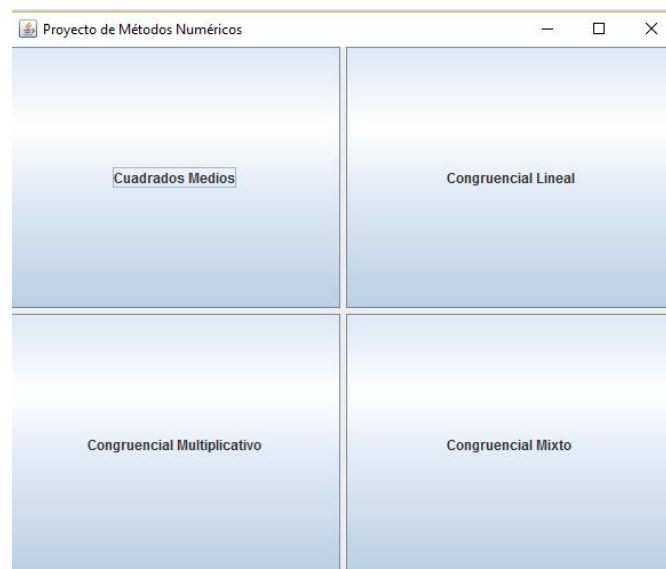 Proyecto de Métodos Numéricos
Cuadrados Medios
Congruencial Lineal
Congruencial Multiplicativo
Congruencial Mixto